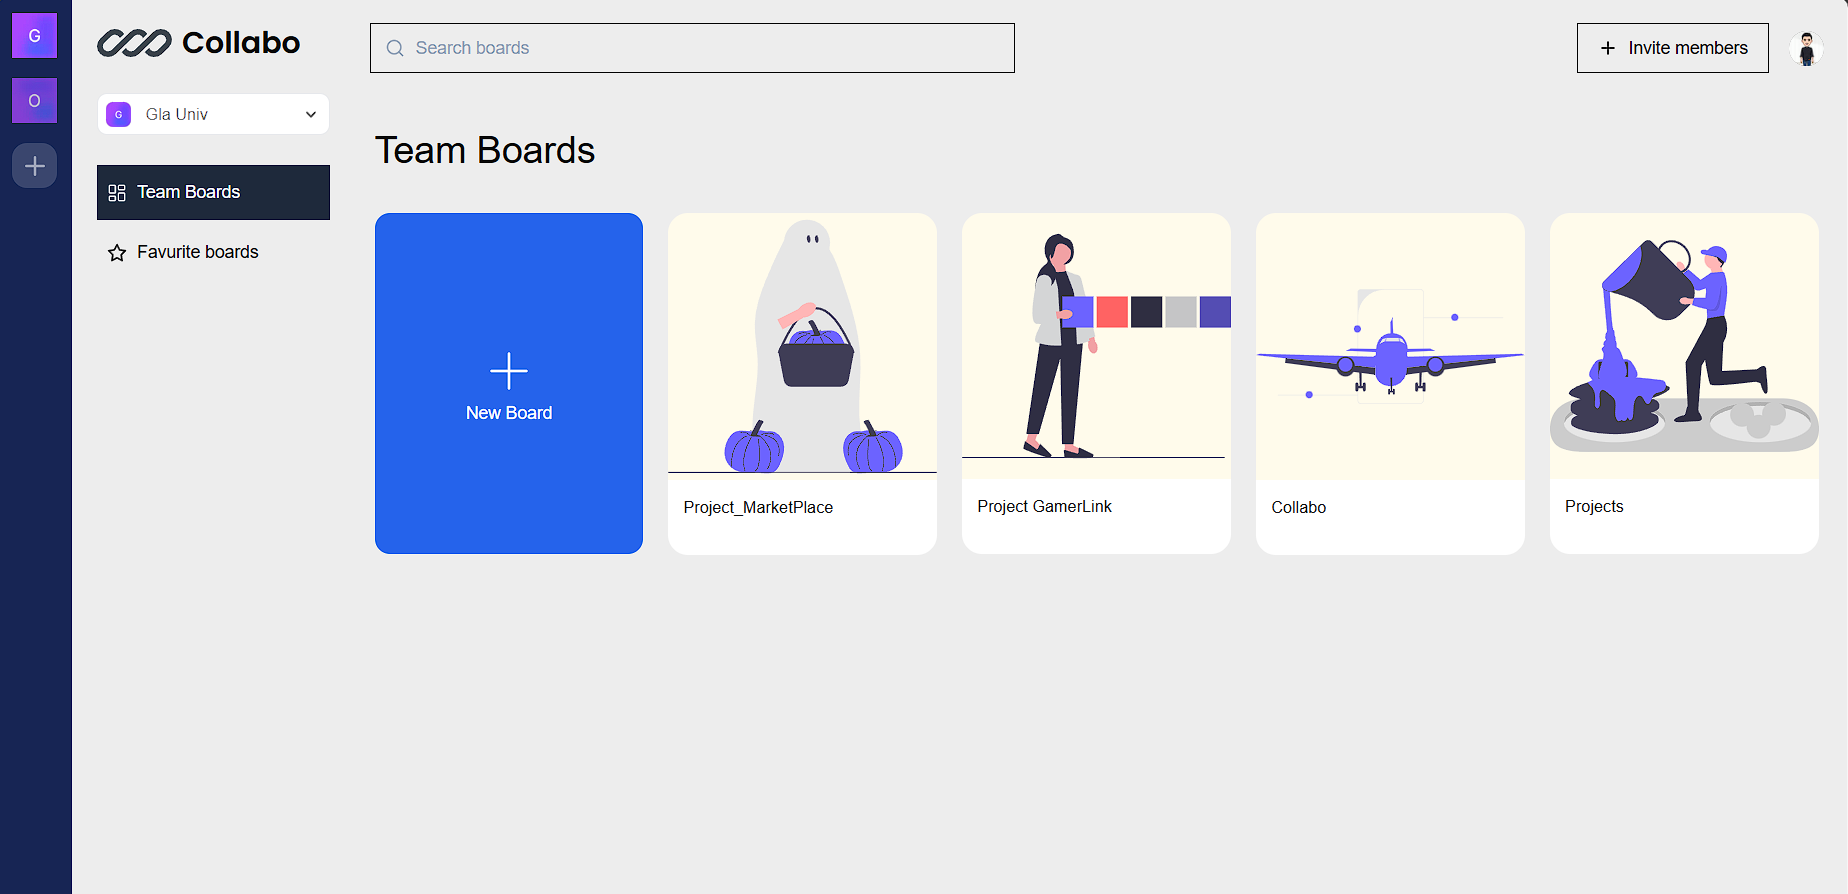 G
O
Collabo
G Gla Univ
Team Boards
Favurite boards
Search boards
Invite members
Team Boards
New Board
Project_MarketPlace
Project GamerLink
Collabo
Projects